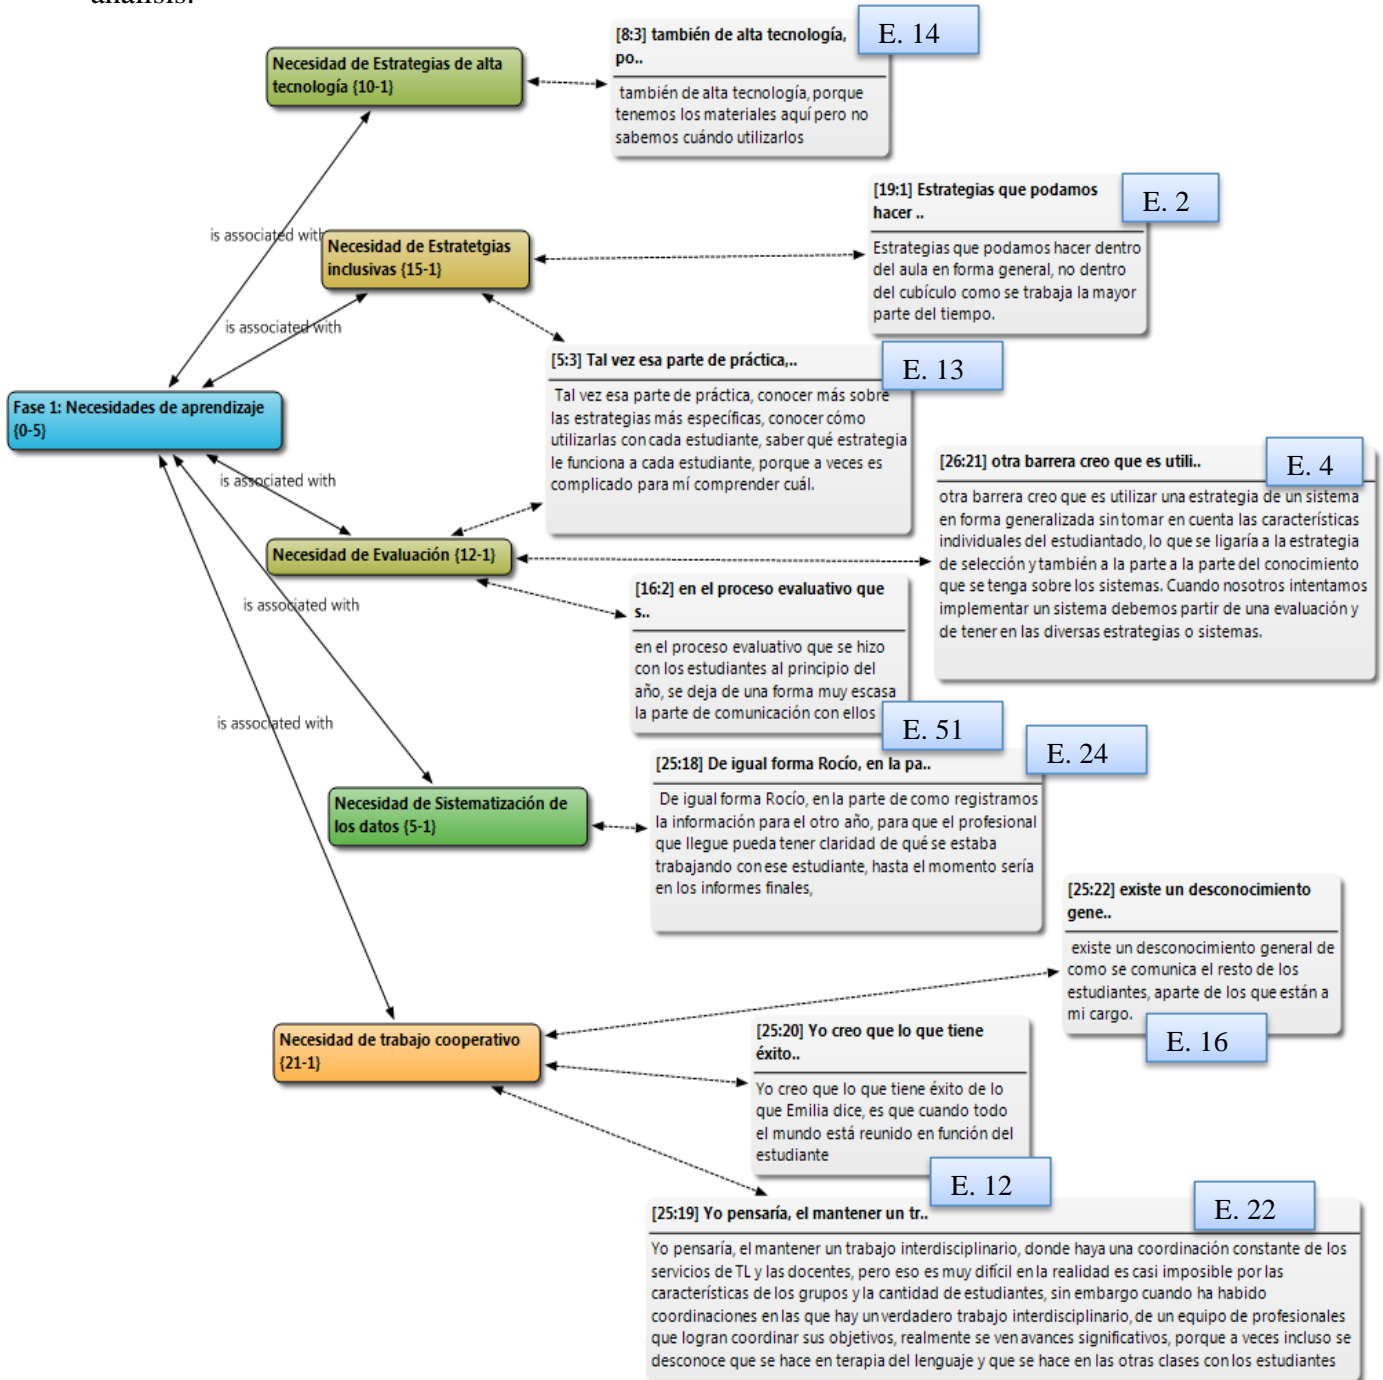 análisis.
[8:3] también de alta tecnología,
po..
E. 14
también de alta tecnología, porque
tenemos los materiales aquí pero no
sabemos cuándo utilizarlos
Necesidad de Estrategias de alta
tecnología {10-1}
[19:1] Estrategias que podamos
hacer ..
E. 2
Estrategias que podamos hacer dentro
del aula en forma general, no dentro
del cubículo como se trabaja la mayor
parte del tiempo.
is associated with
Necesidad de Estratetgias
inclusivas {15-1}
is associated with
[5:3] Tal vez esa parte de práctica,..
E. 13
Tal vez esa parte de práctica, conocer más sobre
las estrategias más específicas, conocer cómo
utilizarlas con cada estudiante, saber qué estrategia
le funciona a cada estudiante, porque a veces es
complicado para mí comprender cuál.
Fase 1: Necesidades de aprendizaje
{0-5}
[26:21] otra barrera creo que es utili..
E. 4
otra barrera creo que es utilizar una estrategia de un sistema
en forma generalizada sin tomar en cuenta las características
individuales del estudiantado, lo que se ligaría a la estrategia
de selección y también a la parte a la parte del conocimiento
que se tenga sobre los sistemas. Cuando nosotros intentamos
implementar un sistema debemos partir de una evaluación y
de tener en las diversas estrategias o sistemas.
is associated with
Necesidad de Evaluación {12-1}
[16:2] en el proceso evaluativo que
s..
en el proceso evaluativo que se hizo
con los estudiantes al principio del
año, se deja de una forma muy escasa
la parte de comunicación con ellos
E. 51
is associated with
is associated with
[25:18] De igual forma Rocío, en la pa..
E. 24
De igual forma Rocío, en la parte de como registramos
la información para el otro año, para que el profesional
que llegue pueda tener claridad de qué se estaba
trabajando con ese estudiante, hasta el momento sería
en los informes finales,
Necesidad de Sistematización de
los datos {5-1}
[25:22] existe un desconocimiento
gene..
existe un desconocimiento general de
como se comunica el resto de los
estudiantes, aparte de los que están a
mi cargo.
E. 16
Necesidad de trabajo cooperativo
{21-1}
[25:20] Yo creo que lo que tiene
éxito..
Yo creo que lo que tiene éxito de lo
que Emilia dice, es que cuando todo
el mundo está reunido en función del
estudiante
E. 12
[25:19] Yo pensaría, el mantener un tr..
E. 22
Yo pensaría, el mantener un trabajo interdisciplinario, donde haya una coordinación constante de los
servicios de TL y las docentes, pero eso es muy difícil en la realidad es casi imposible por las
características de los grupos y la cantidad de estudiantes, sin embargo cuando ha habido
coordinaciones en las que hay un verdadero trabajo interdisciplinario, de un equipo de profesionales
que logran coordinar sus objetivos, realmente se ven avances significativos, porque a veces incluso se
desconoce que se hace en terapia del lenguaje y que se hace en las otras clases con los estudiantes